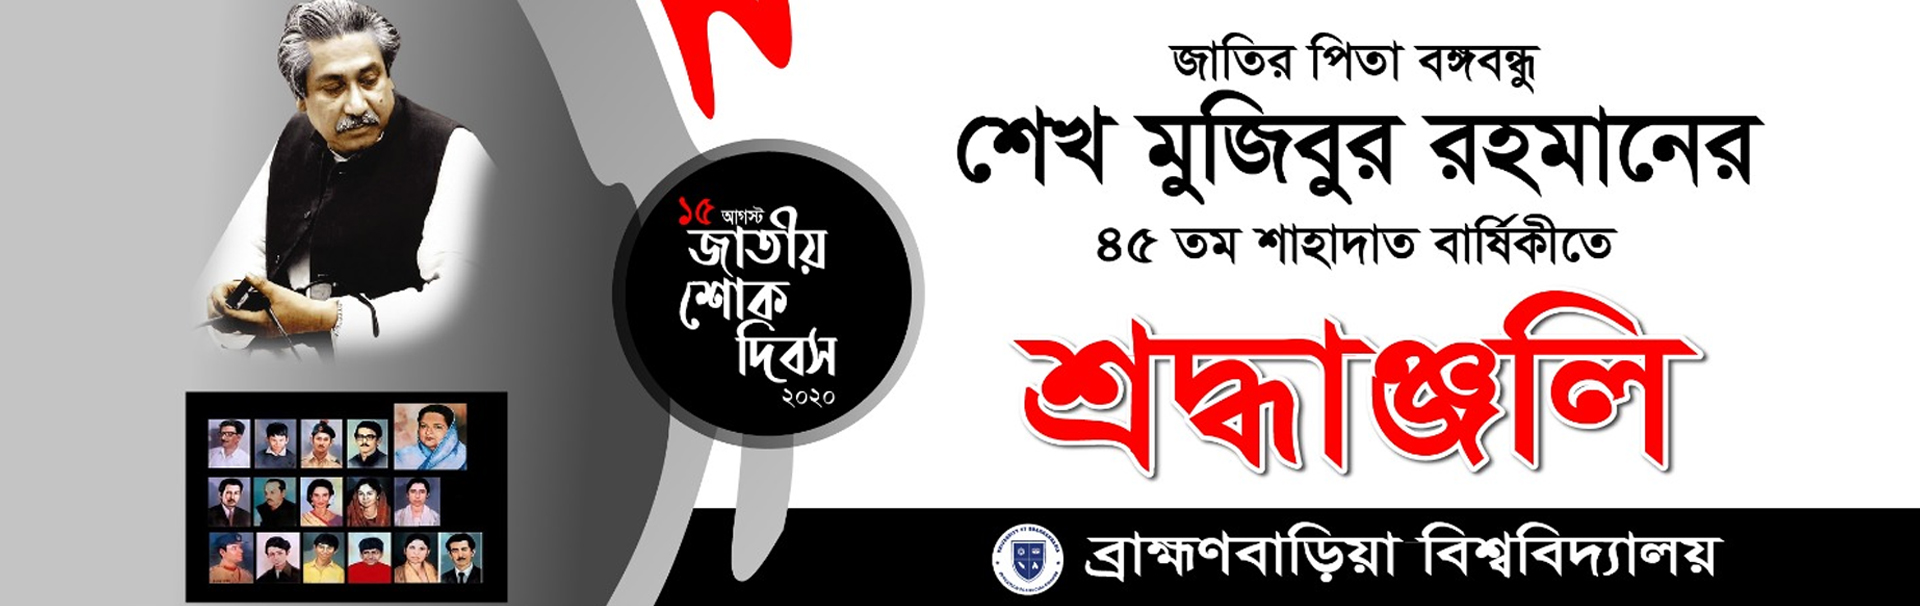 ১৫ আগস্ট
জাতীয়
শোক
দিবস
২০২০
জাতির পিতা বঙ্গবন্ধু
শেখ মুজিবুর রহমানের
৪৫ তম শাহাদাত বার্ষিকীতে
শ্রদ্ধাঞ্জলি
ব্রাহ্মণবাড়িয়া বিশ্ববিদ্যালয়